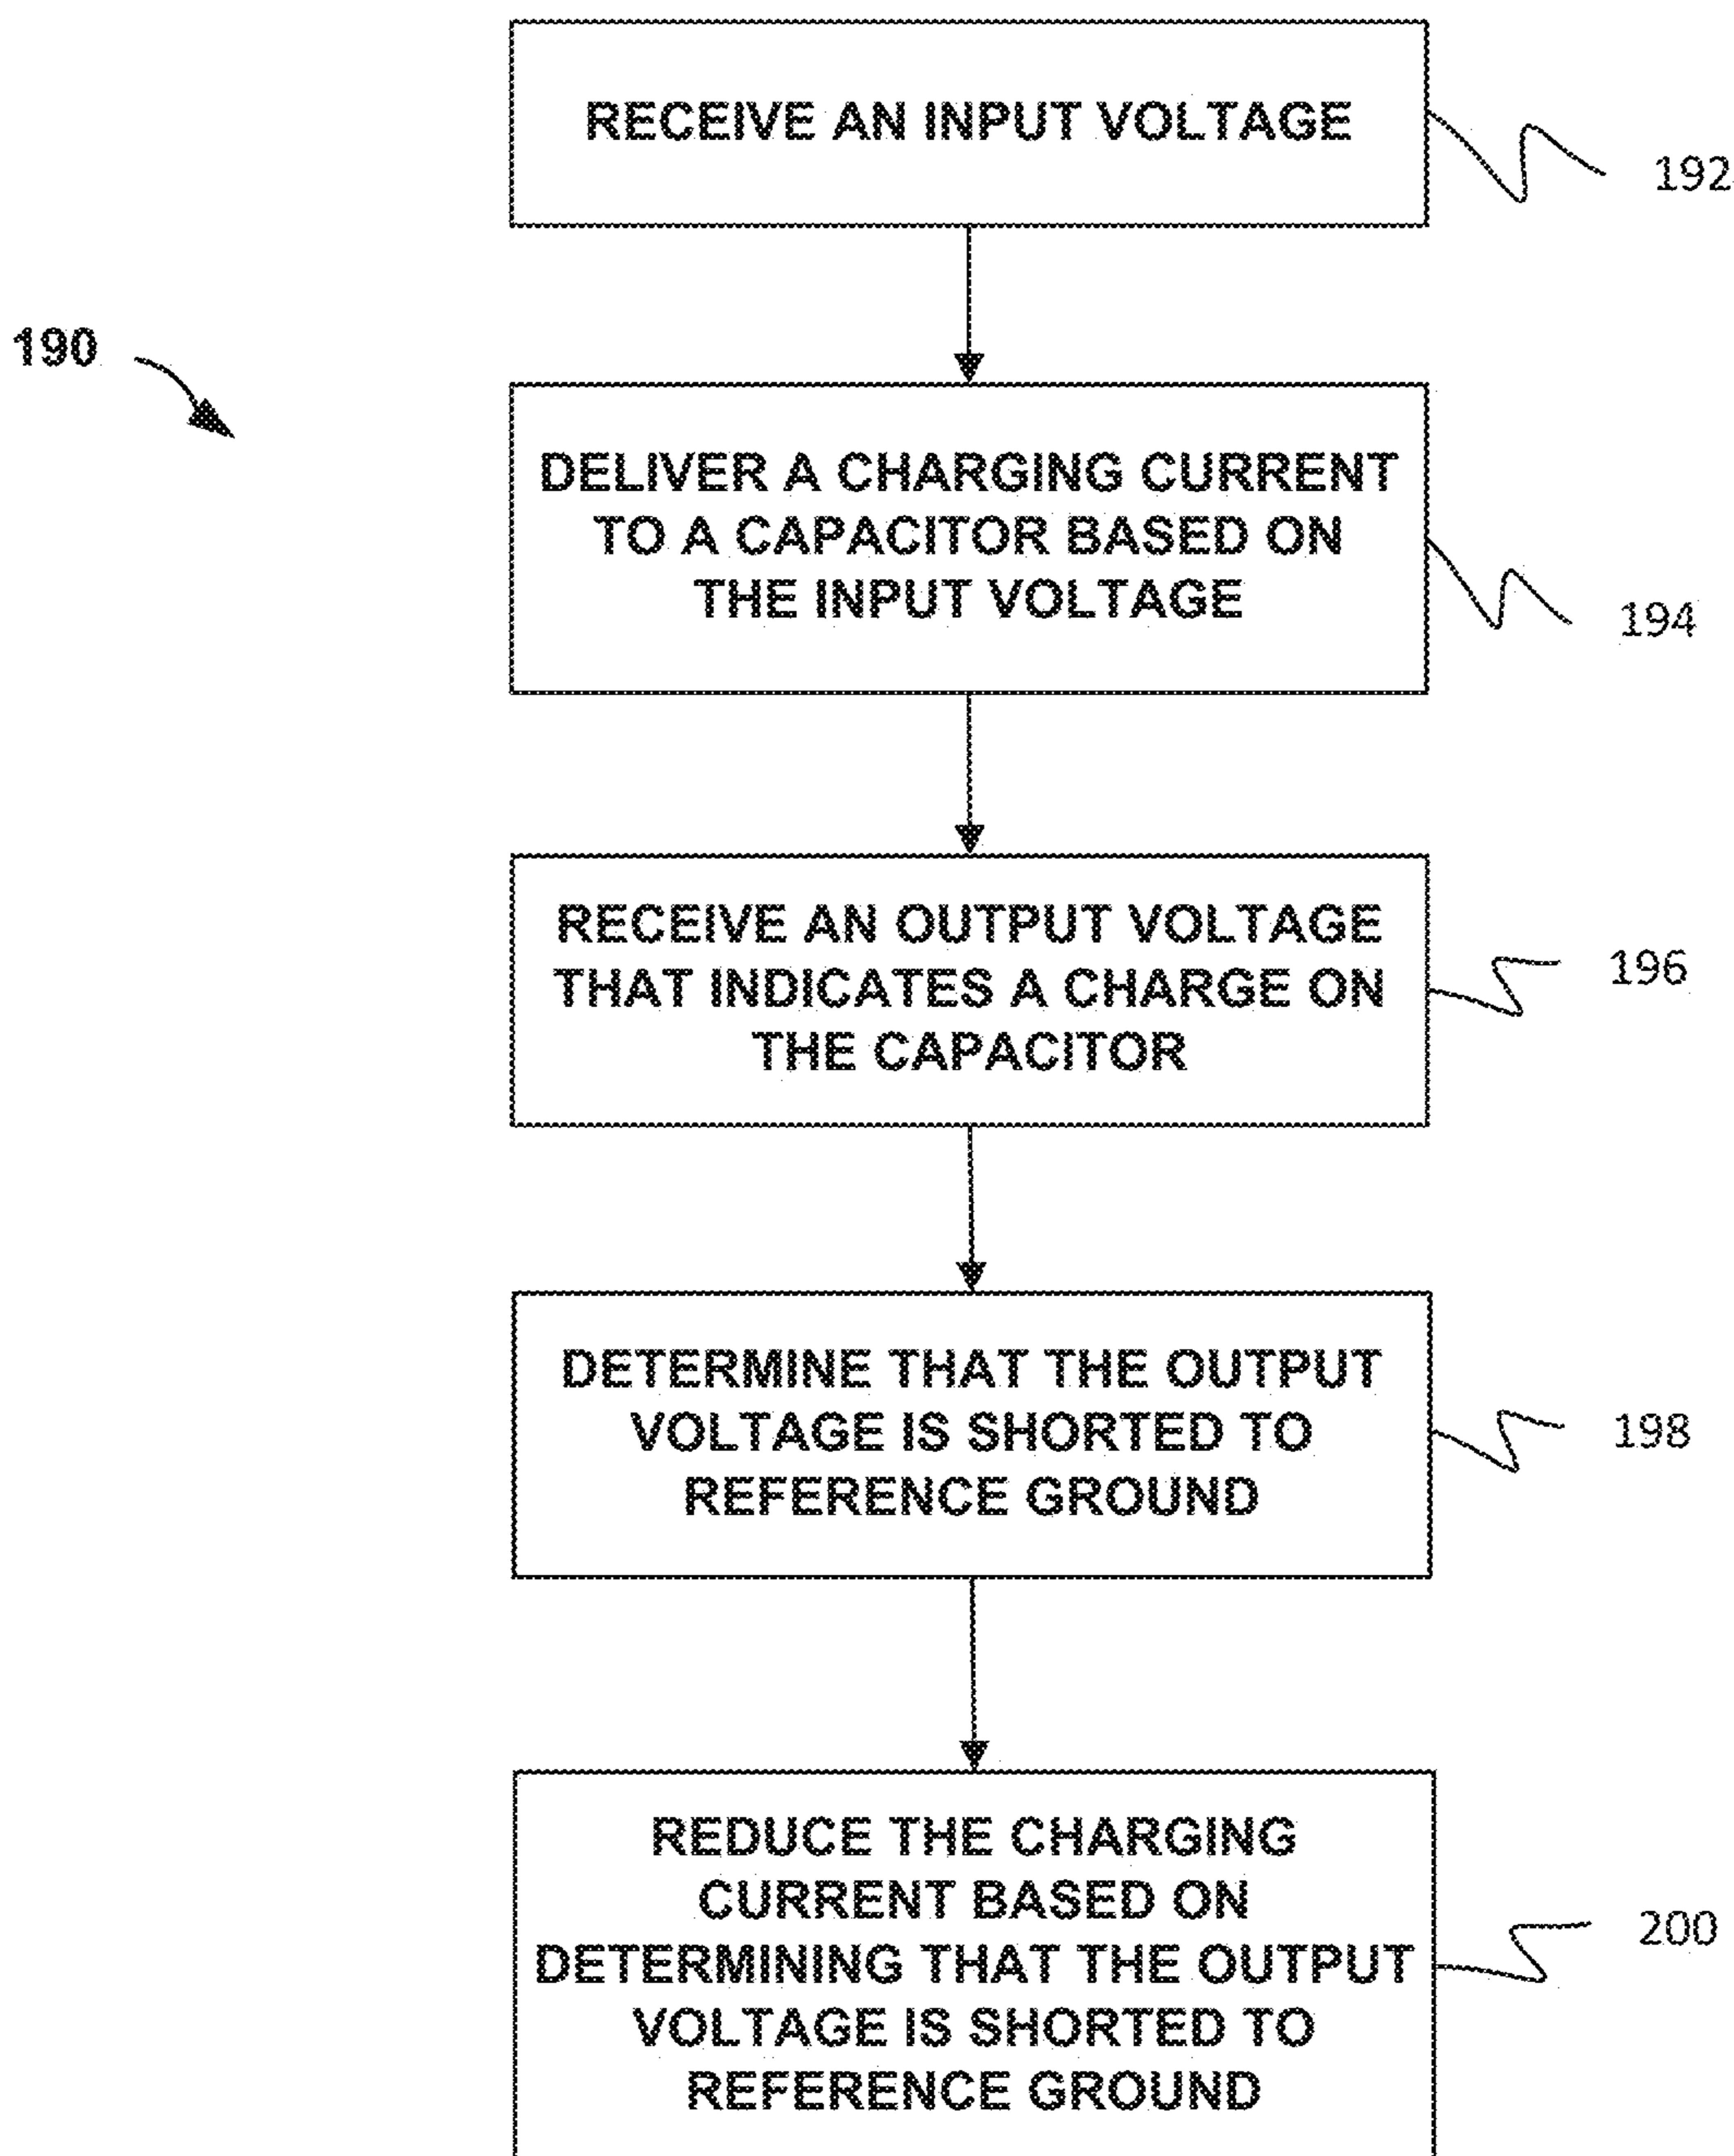 RECEIVE AN INPUT VOLTAGE
192
190
DELIVER A CHARGING CURRENT
TO A CAPACITOR BASED ON
THE INPUT VOLTAGE
194
RECEIVE AN OUTPUT VOLTAGE
THAT INDICATES A CHARGE ON
THE CAPACITOR
196
DETERMINE THAT THE OUTPUT
VOLTAGE IS SHORTED TO
REFERENCE GROUND
198
REDUCE THE CHARGING
CURRENT BASED ON
DETERMINING THAT THE OUTPUT
VOLTAGE IS SHORTED TO
REFERENCE GROUND
200